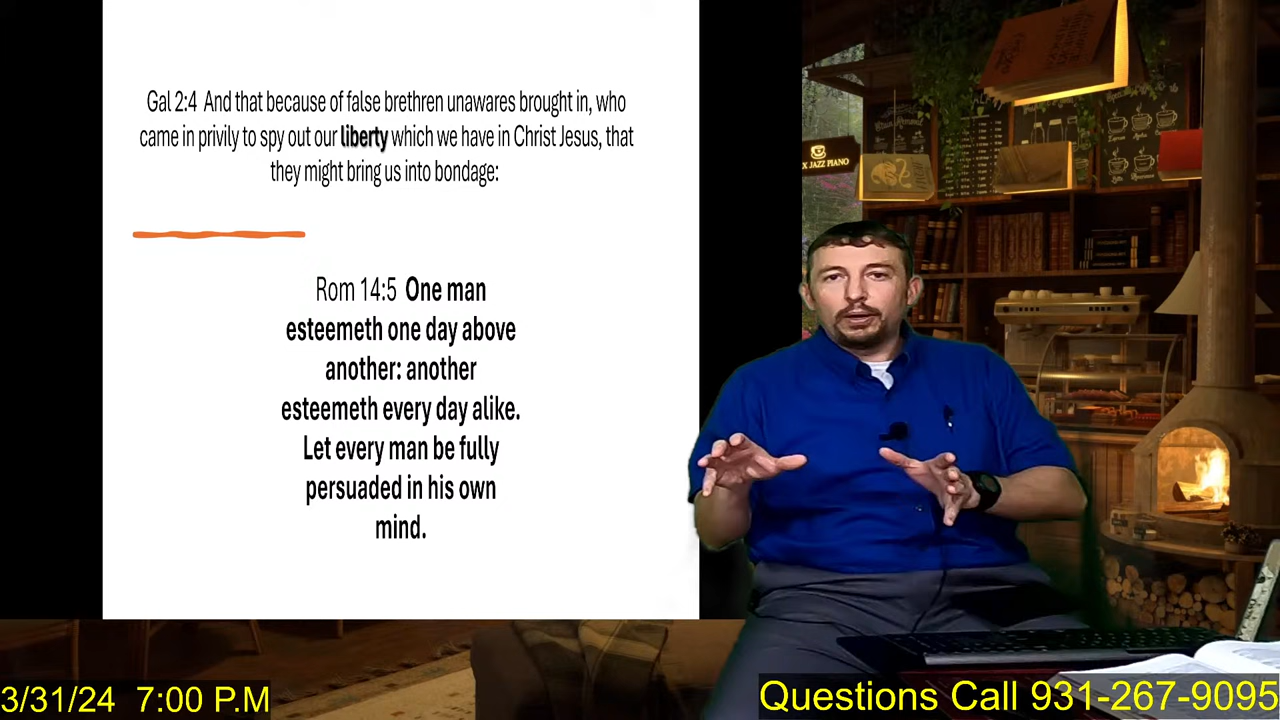 Gal 2:4 And that because of false brethren unawares brought in, who
came in privily to spy out our liberty which we have in Christ Jesus, that
they might bring us into bondage:
Rom 14:5 One man
esteemeth one day above
another: another
esteemeth every day alike.
Let every man be fully
persuaded in his own
mind.
X JAZZ PIANO
3/31/24 7:00 P.M
Questions Call 931-267-9095